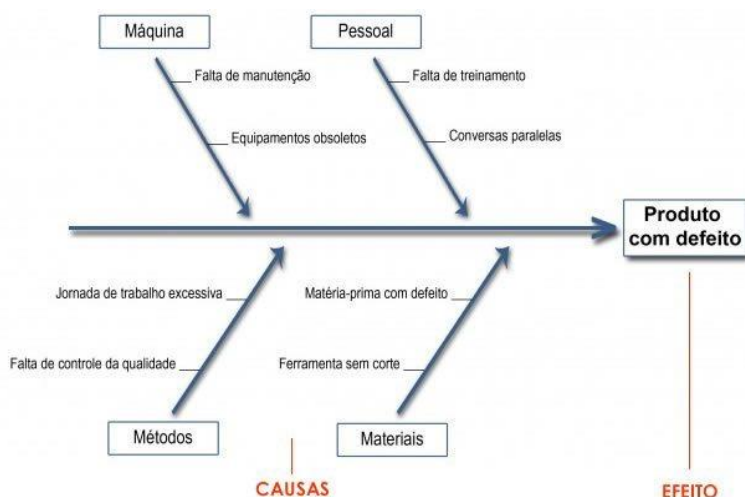 Máquina
Pessoal
Falta de manutenção
Falta de treinamento
Equipamentos obsoletos
Conversas paralelas
Produto
com defeito
Jornada de trabalho excessiva
Matéria-prima com defeito
Falta de controle da qualidade
Ferramenta sem corte
Métodos
Materiais
CAUSAS
EFEITO